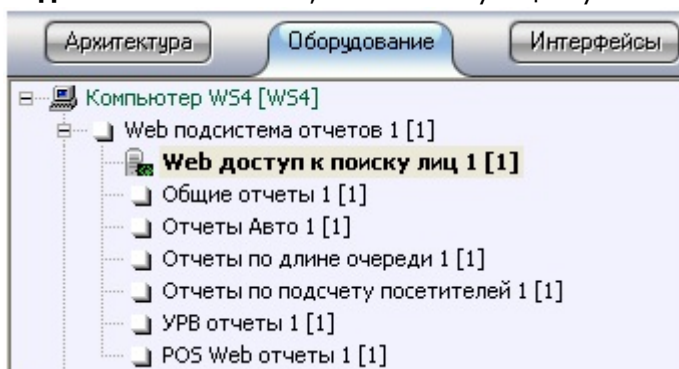 Архитектура Оборудование Интерфейсы
Компьютер WS4 [WS4]
Web подсистема отчетов 1 [1]
Web доступ к поиску лиц 1 [1]
Общие отчеты 1 [1]
Отчеты Авто 1 [1]
Отчеты по длине очереди 1 [1]
Отчеты по подсчету посетителей 1 [1]
УРВ отчеты 1 [1]
POS Web отчеты 1 [1]